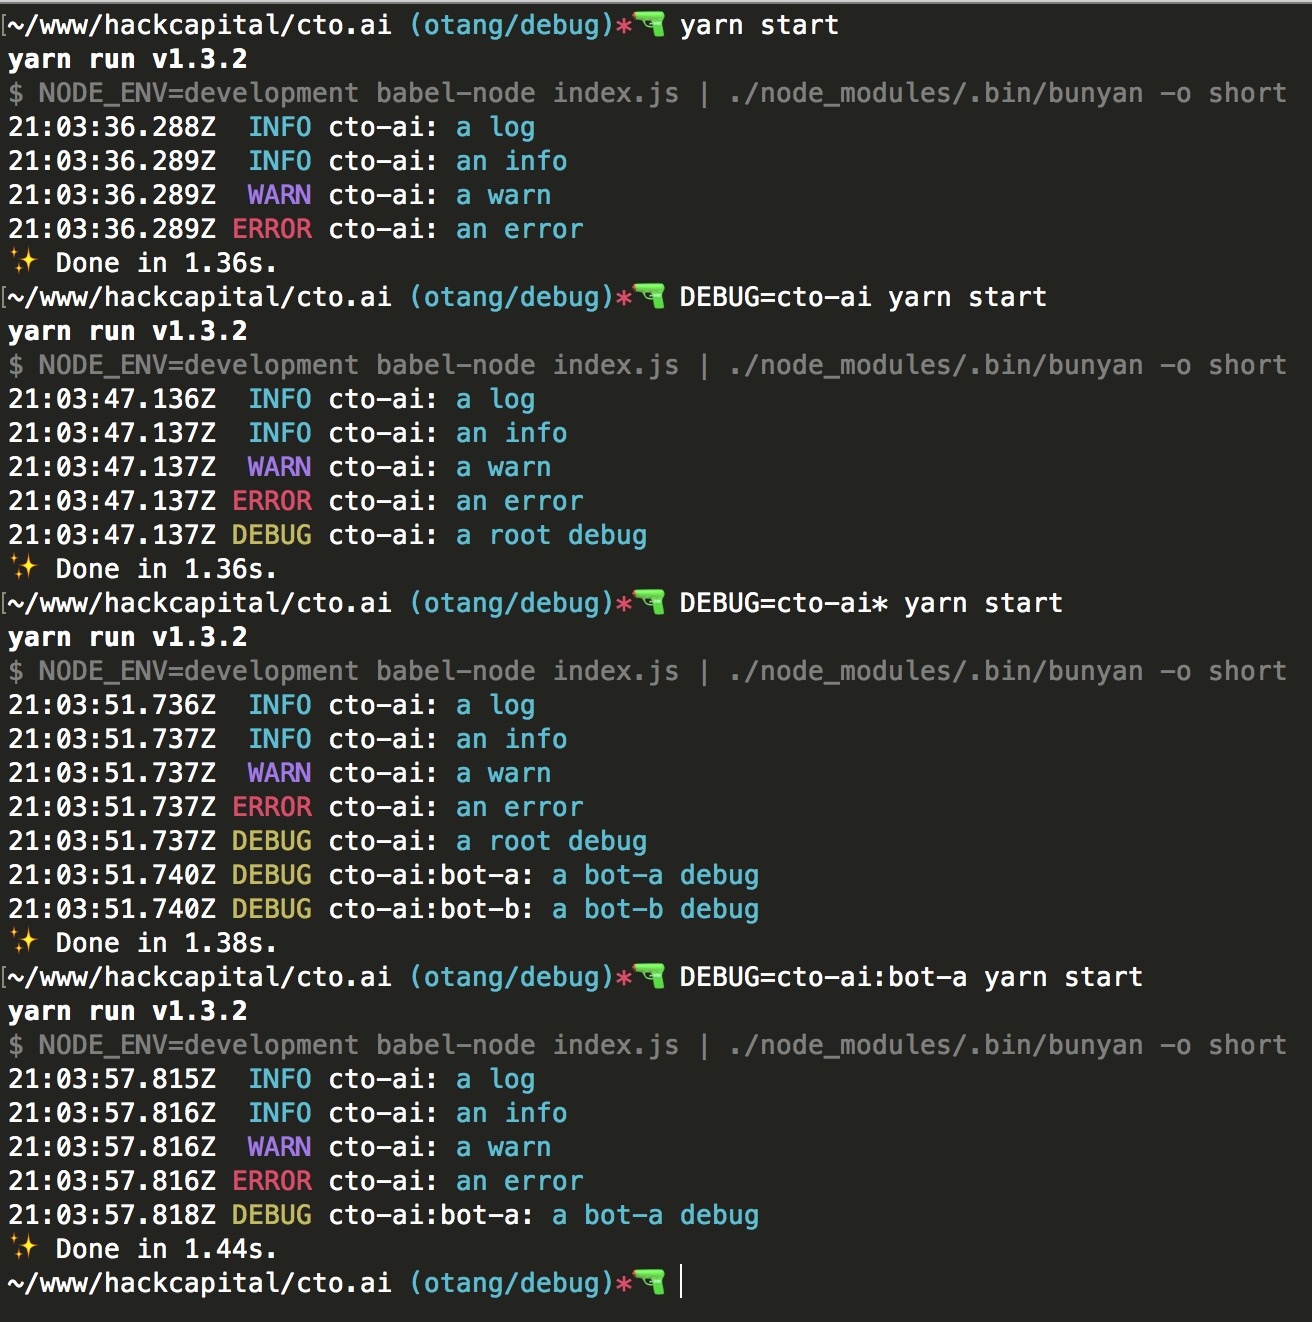 [~/www/hackcapital/cto.ai (otang/debug)*🔫 yarn start
yarn run v1.3.2
$ NODE_ENV=development babel-node index.js | ./node_modules/.bin/bunyan -o short
21:03:36.288Z  INFO cto-ai: a log
21:03:36.289Z  INFO cto-ai: an info
21:03:36.289Z  WARN cto-ai: a warn
21:03:36.289Z ERROR cto-ai: an error
✨ Done in 1.36s.
[~/www/hackcapital/cto.ai (otang/debug)*🔫 DEBUG=cto-ai yarn start
yarn run v1.3.2
$ NODE_ENV=development babel-node index.js | ./node_modules/.bin/bunyan -o short
21:03:47.136Z  INFO cto-ai: a log
21:03:47.137Z  INFO cto-ai: an info
21:03:47.137Z  WARN cto-ai: a warn
21:03:47.137Z ERROR cto-ai: an error
21:03:47.137Z DEBUG cto-ai: a root debug
✨ Done in 1.36s.
[~/www/hackcapital/cto.ai (otang/debug)*🔫 DEBUG=cto-ai* yarn start
yarn run v1.3.2
$ NODE_ENV=development babel-node index.js | ./node_modules/.bin/bunyan -o short
21:03:51.736Z  INFO cto-ai: a log
21:03:51.737Z  INFO cto-ai: an info
21:03:51.737Z  WARN cto-ai: a warn
21:03:51.737Z ERROR cto-ai: an error
21:03:51.737Z DEBUG cto-ai: a root debug
21:03:51.740Z DEBUG cto-ai:bot-a: a bot-a debug
21:03:51.740Z DEBUG cto-ai:bot-b: a bot-b debug
✨ Done in 1.38s.
[~/www/hackcapital/cto.ai (otang/debug)*🔫 DEBUG=cto-ai:bot-a yarn start
yarn run v1.3.2
$ NODE_ENV=development babel-node index.js | ./node_modules/.bin/bunyan -o short
21:03:57.815Z  INFO cto-ai: a log
21:03:57.816Z  INFO cto-ai: an info
21:03:57.816Z  WARN cto-ai: a warn
21:03:57.816Z ERROR cto-ai: an error
21:03:57.818Z DEBUG cto-ai:bot-a: a bot-a debug
✨ Done in 1.44s.
~/www/hackcapital/cto.ai (otang/debug)*🔫